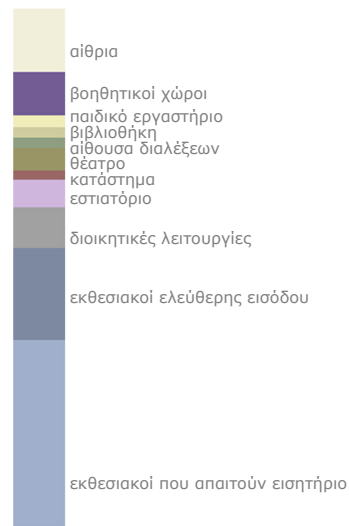 αίθρια
βοηθητικοί χώροι
παιδικό εργαστήριο
βιβλιοθήκη
αίθουσα διαλέξεων
θέατρο
κατάστημα
εστιατόριο
διοικητικές λειτουργίες
εκθεσιακοί ελεύθερης εισόδου
εκθεσιακοί που απαιτούν εισητήριο